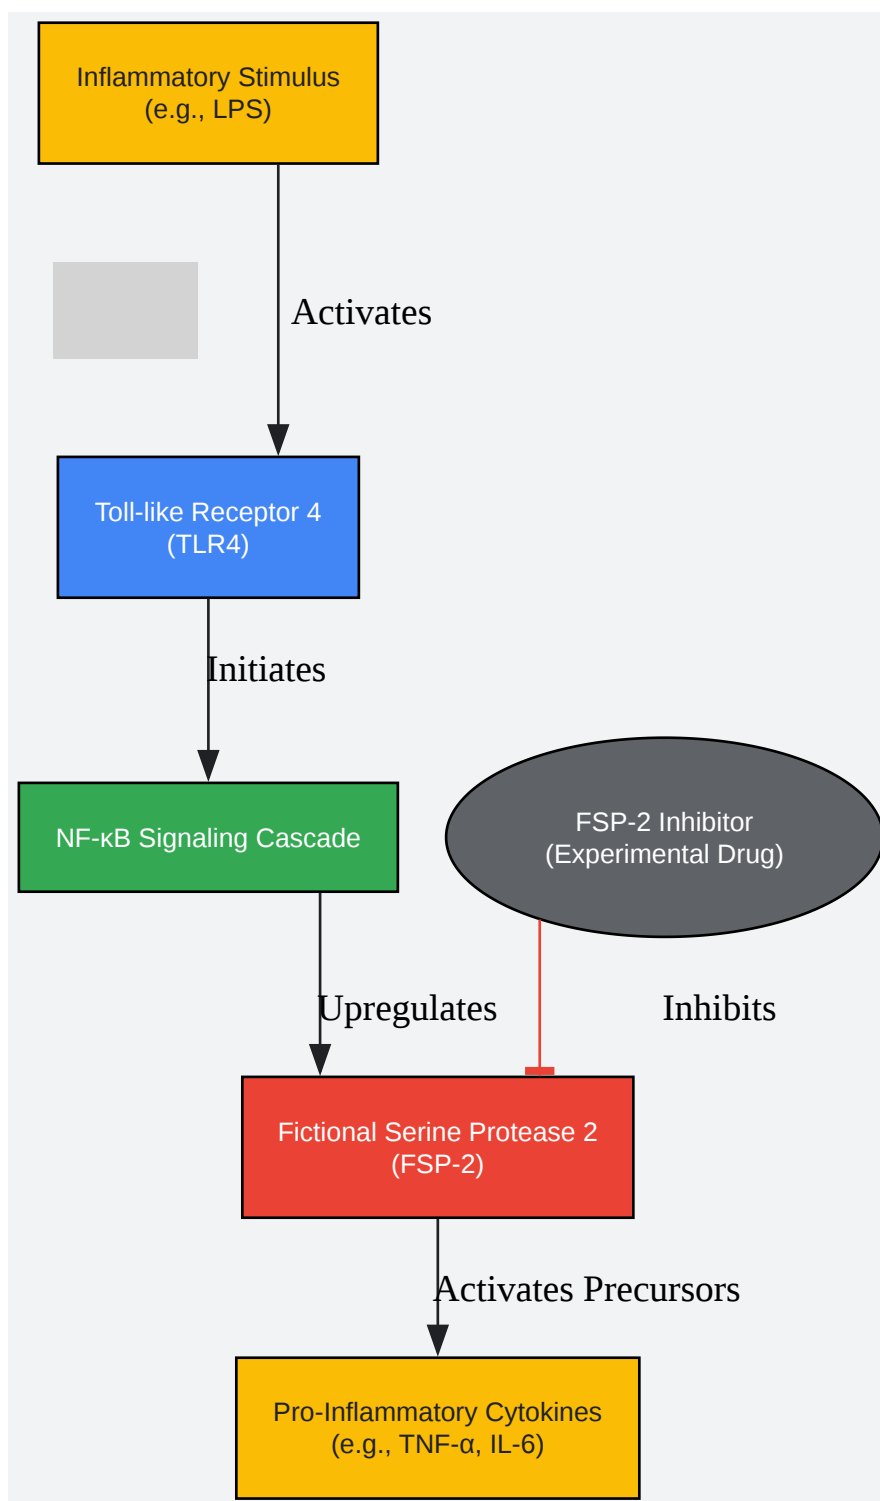 Inflammatory Stimulus
(e.g., LPS)
Activates
Toll-like Receptor 4
(TLR4)
Initiates
NF-κB Signaling Cascade
FSP-2 Inhibitor
(Experimental Drug)
Upregulates
Inhibits
Fictional Serine Protease 2
(FSP-2)
Activates Precursors
Pro-Inflammatory Cytokines
(e.g., TNF-α, IL-6)